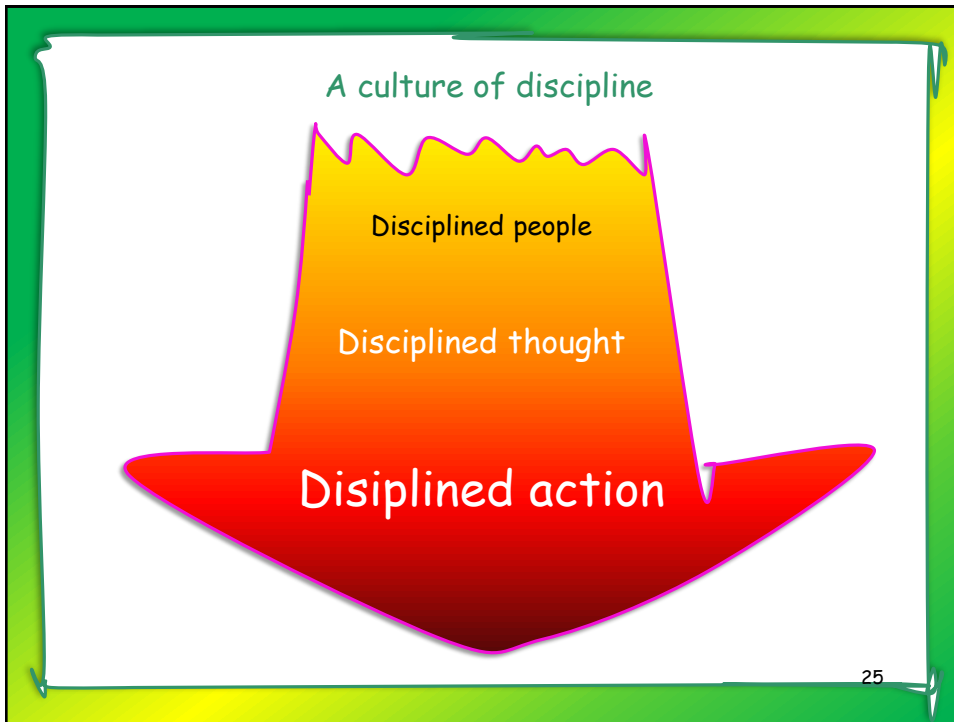 A culture of discipline
Disciplined people
Disciplined thought
Disiplined action
25